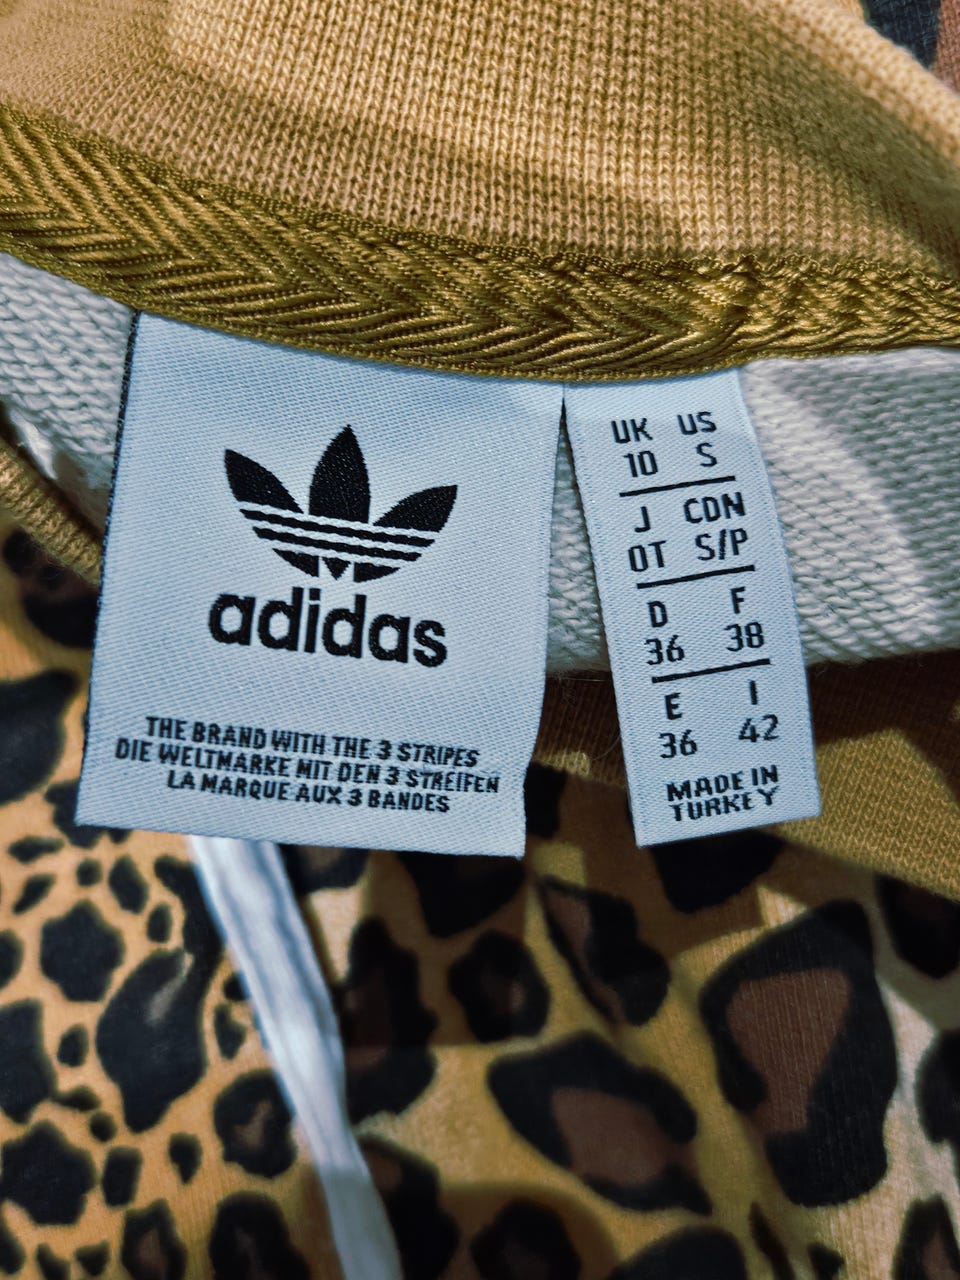 adidas
THE BRAND WITH THE 3 STRIPES
DIE WELTMARKE MIT DEN 3 STREIFEN
LA MARQUE AUX 3 BANDES
UK US
10 S
J CDN
OT S/P
D F
36 38
E I
36 42
MADE IN
TURKEY